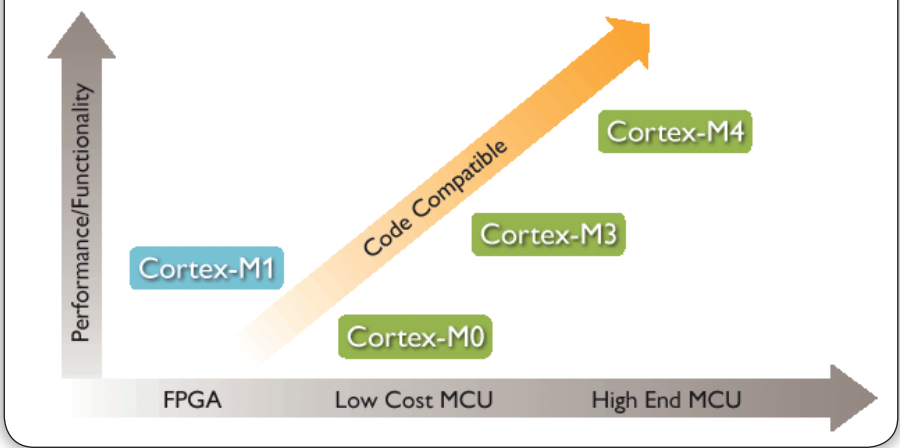 Performance/Functionality
Code Compatible
Cortex-M4
Cortex-M3
Cortex-M1
Cortex-M0
FPGA
Low Cost MCU
High End MCU